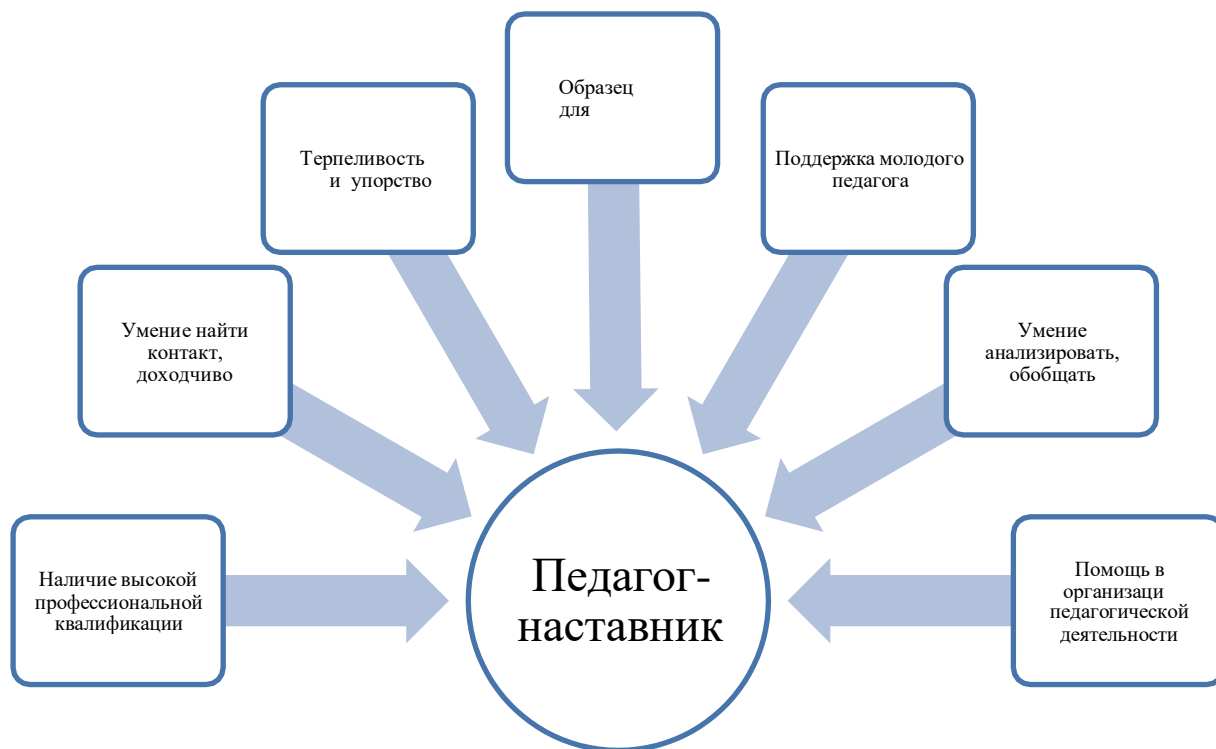 Образец
для
Терпеливость
и упорство
Поддержка молодого
педагога
Умение найти
контакт,
доходчиво
Умение
анализировать,
обобщать
Наличие высокой
профессиональной
квалификации
Педагог-
наставник
Помощь в
организаци
педагогической
деятельности